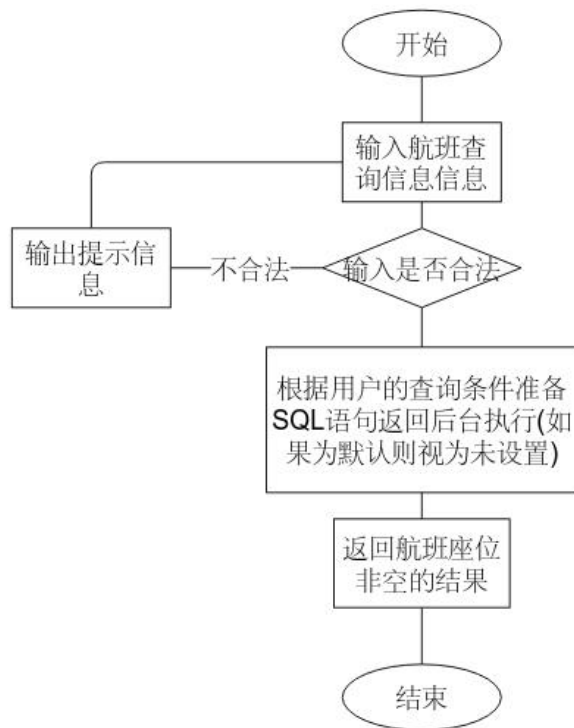 开始
输入航班查
询信息信息
输出提示信
息
不合法
输入是否合法
根据用户的查询条件准备
SQL语句返回后台执行(如
果为默认则视为未设置)
返回航班座位
非空的结果
结束